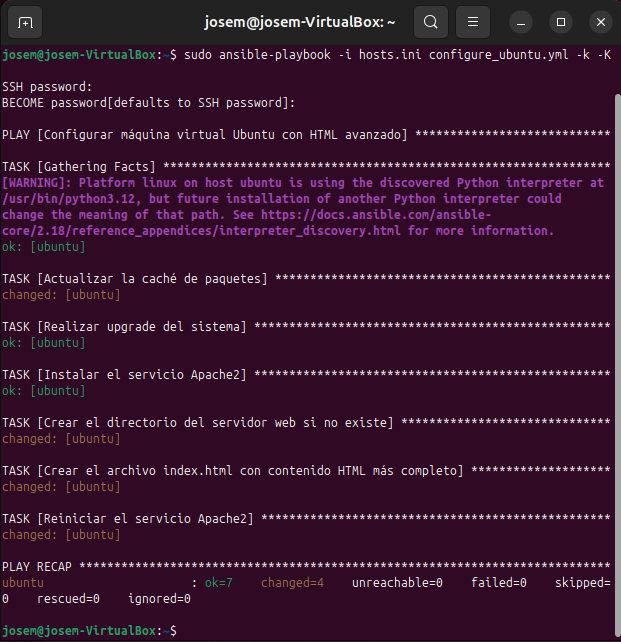 josem@josem-VirtualBox: ~
josem@josem-VirtualBox:~$ sudo ansible-playbook -i hosts.ini configure_ubuntu.yml -k -K
SSH password:
BECOME password[defaults to SSH password]:
PLAY [Configurar máquina virtual Ubuntu con HTML avanzado] ****************************
TASK [Gathering Facts] ****************************************************************
[WARNING]: Platform linux on host ubuntu is using the discovered Python interpreter at
/usr/bin/python3.12, but future installation of another Python interpreter could
change the meaning of that path. See https://docs.ansible.com/ansible-
core/2.18/reference_appendices/interpreter_discovery.html for more information.
ok: [ubuntu]
TASK [Actualizar la caché de paquetes] ************************************************
changed: [ubuntu]
TASK [Realizar upgrade del sistema] ***************************************************
ok: [ubuntu]
TASK [Instalar el servicio Apache2] ***************************************************
ok: [ubuntu]
TASK [Crear el directorio del servidor web si no existe] ******************************
changed: [ubuntu]
TASK [Crear el archivo index.html con contenido HTML más completo] ********************
changed: [ubuntu]
TASK [Reiniciar el servicio Apache2] **************************************************
changed: [ubuntu]
PLAY RECAP ****************************************************************************
ubuntu                     : ok=7    changed=4    unreachable=0    failed=0    skipped=
0    rescued=0    ignored=0
josem@josem-VirtualBox:~$